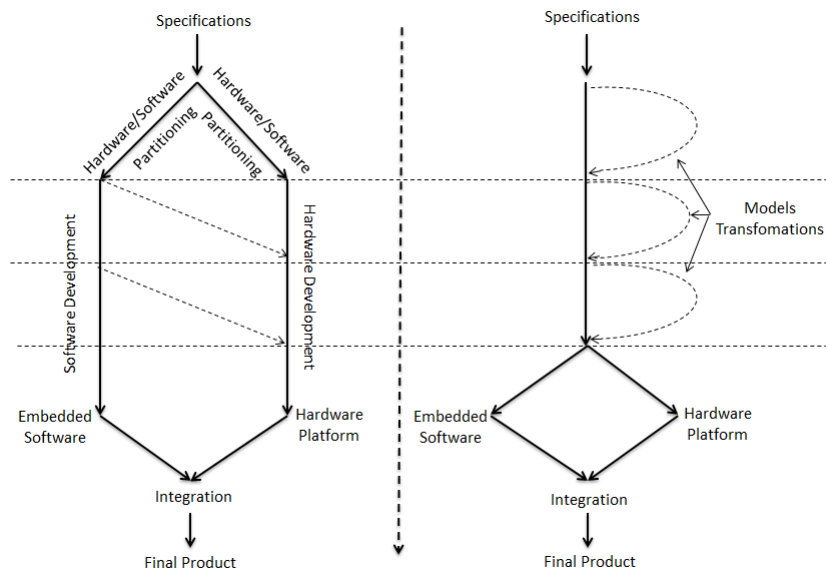 Specifications
Hardware/Software
Partitioning
Hardware/Software
Partitioning
Software Development
Hardware Development
Embedded
Software
Hardware
Platform
Integration
Final Product
Specifications
Models
Transfomations
Embedded
Software
Hardware
Platform
Integration
Final Product